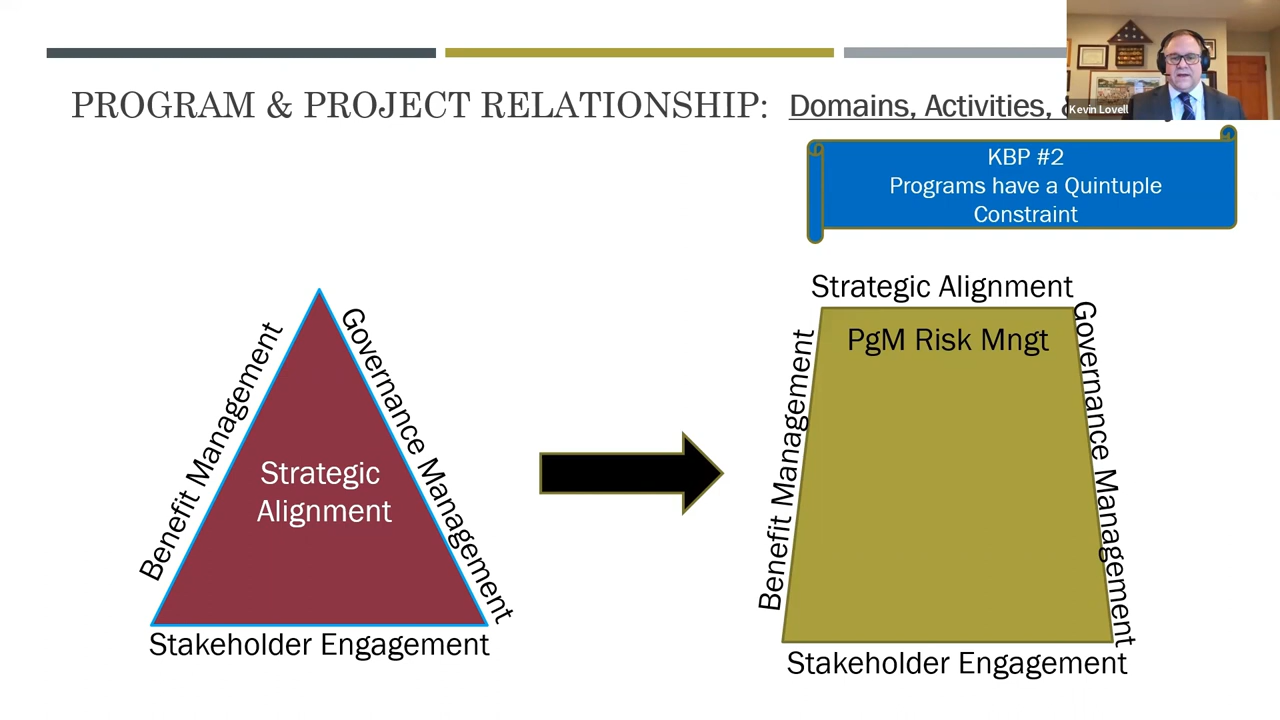 PROGRAM & PROJECT RELATIONSHIP: Domains, Activities,
Kevin Lovell
KBP #2
Programs have a Quintuple
Constraint
Benefit Management
Governance Management
Strategic
Alignment
Stakeholder Engagement
Strategic Alignment
PgM Risk Mngt
Benefit Management
Governance Management
Stakeholder Engagement